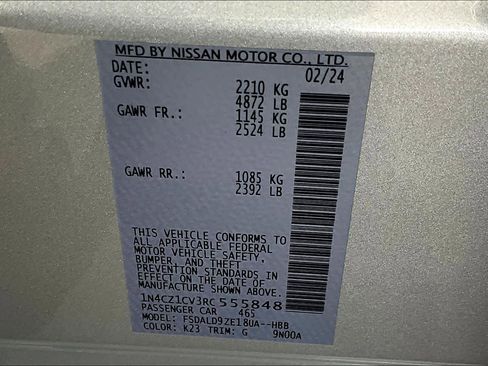 MFD BY NISSAN MOTOR CO., LTD.
DATE: 02/24
GVWR: 2210 KG
4872 LB
GAWR FR.: 1145 KG
2524 LB
GAWR RR.: 1085 KG
2392 LB
THIS VEHICLE CONFORMS TO
ALL APPLICABLE FEDERAL
MOTOR VEHICLE SAFETY,
BUMPER, AND THEFT
PREVENTION STANDARDS
IN EFFECT ON THE DATE OF
MANUFACTURE SHOWN ABOVE.
1N4CZ1CV3RC555848
PASSENGER CAR 465
MODEL: FSDALD9ZE18UA--HBB
COLOR: K23 TRIM: G 9N00A